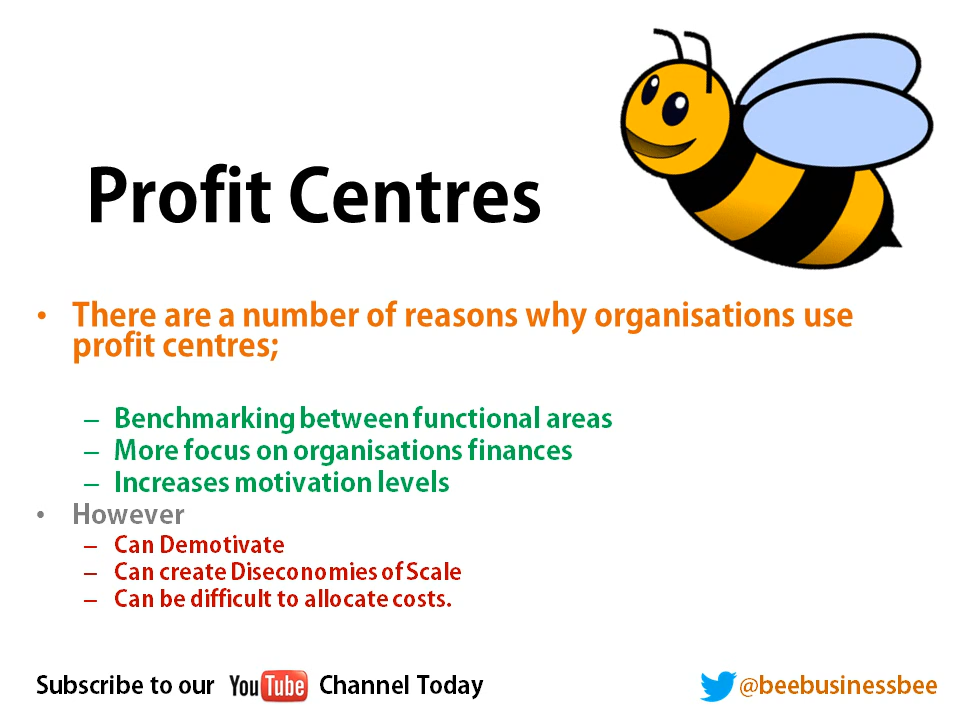 Profit Centres
• There are a number of reasons why organisations use
profit centres;
– Benchmarking between functional areas
– More focus on organisations finances
– Increases motivation levels
• However
– Can Demotivate
– Can create Diseconomies of Scale
– Can be difficult to allocate costs.
Subscribe to our YouTube Channel Today
@beebusinessbee